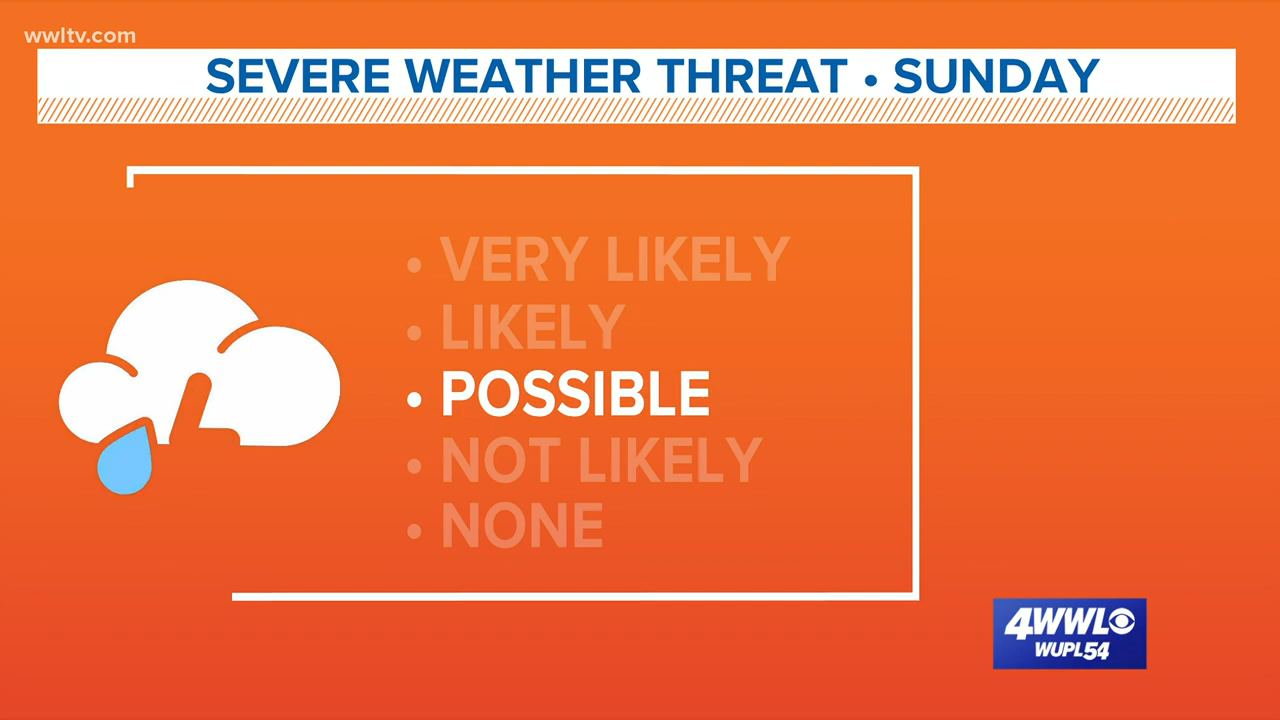 wwltv.com
SEVERE WEATHER THREAT • SUNDAY
• VERY LIKELY
• LIKELY
• POSSIBLE
• NOT LIKELY
• NONE
4WWL
WUPL54